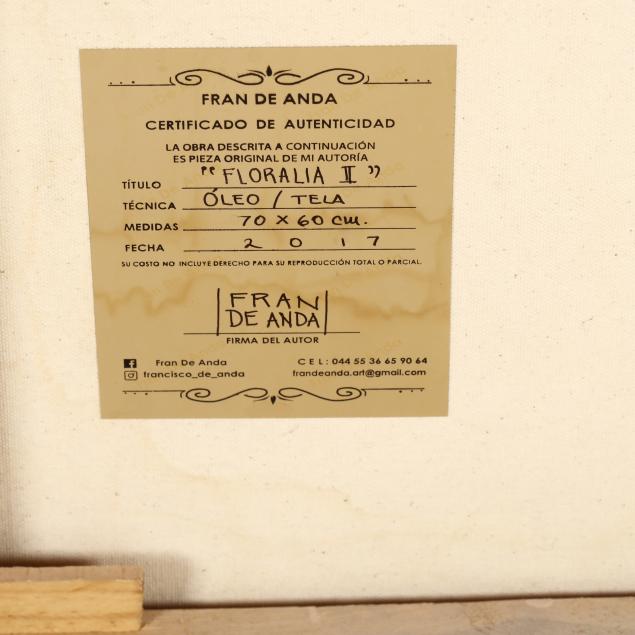 FRAN DE ANDA
CERTIFICADO DE AUTENTICIDAD
LA OBRA DESCRITA A CONTINUACIÓN
ES PIEZA ORIGINAL DE MI AUTORÍA
TÍTULO "FLORALIA II"
TÉCNICA ÓLEO / TELA
MEDIDAS 70 x 60 cm.
FECHA 2 0 1 7
SU COSTO NO INCLUYE DERECHO PARA SU REPRODUCCIÓN TOTAL O PARCIAL.
FRAN
DE ANDA
FIRMA DEL AUTOR
Fran De Anda CEL: 044 55 36 65 90 64
francisco_de_anda frandeanda.art@gmail.com